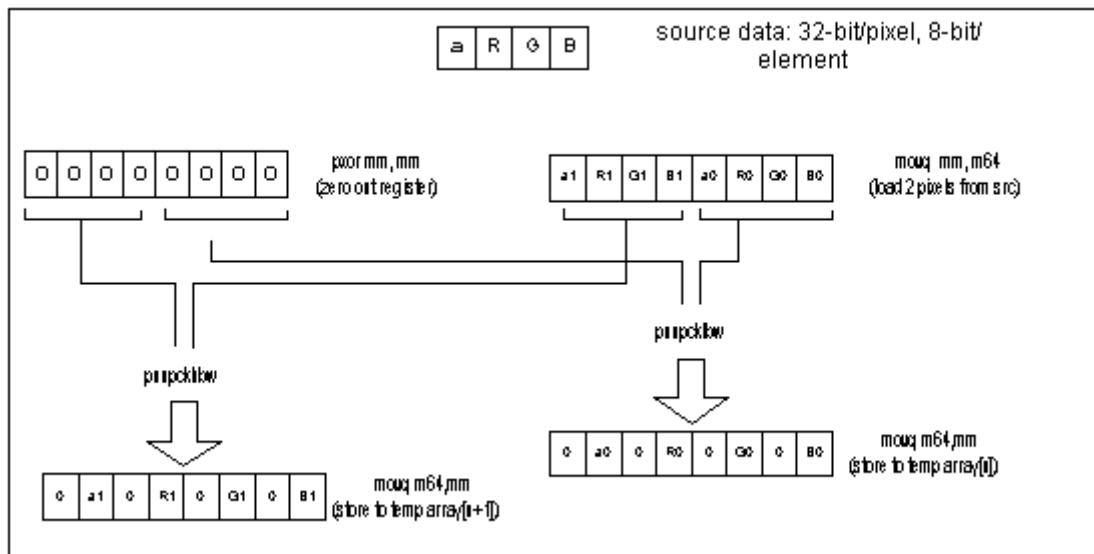 a R G B
source data: 32-bit/pixel, 8-bit/
element
0 0 0 0 0 0 0 0
pxor mm, mm
(zero out register)
a1 R1 G1 B1 a0 R0 G0 B0
movq mm, m64
(load 2 pixels from src)
punpckhbw
punpcklbw
0 a0 0 R0 0 G0 0 B0
movq m64,mm
(store to temp array[i])
0 a1 0 R1 0 G1 0 B1
movq m64,mm
(store to temp array[i+1])